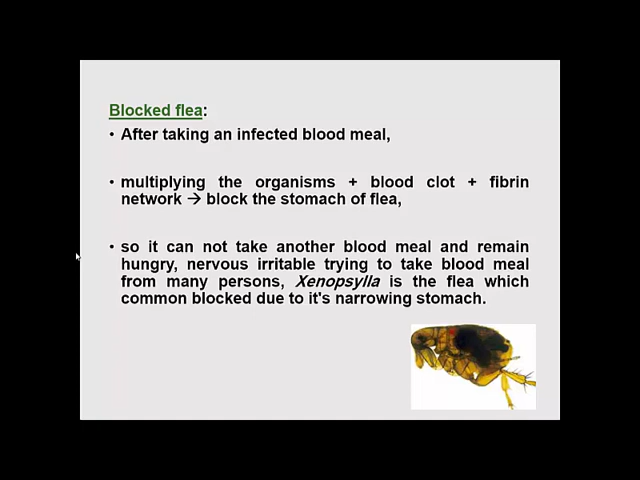 Blocked flea:
• After taking an infected blood meal,
• multiplying the organisms + blood clot + fibrin
network → block the stomach of flea,
• so it can not take another blood meal and remain
hungry, nervous irritable trying to take blood meal
from many persons, Xenopsylla is the flea which
common blocked due to it's narrowing stomach.